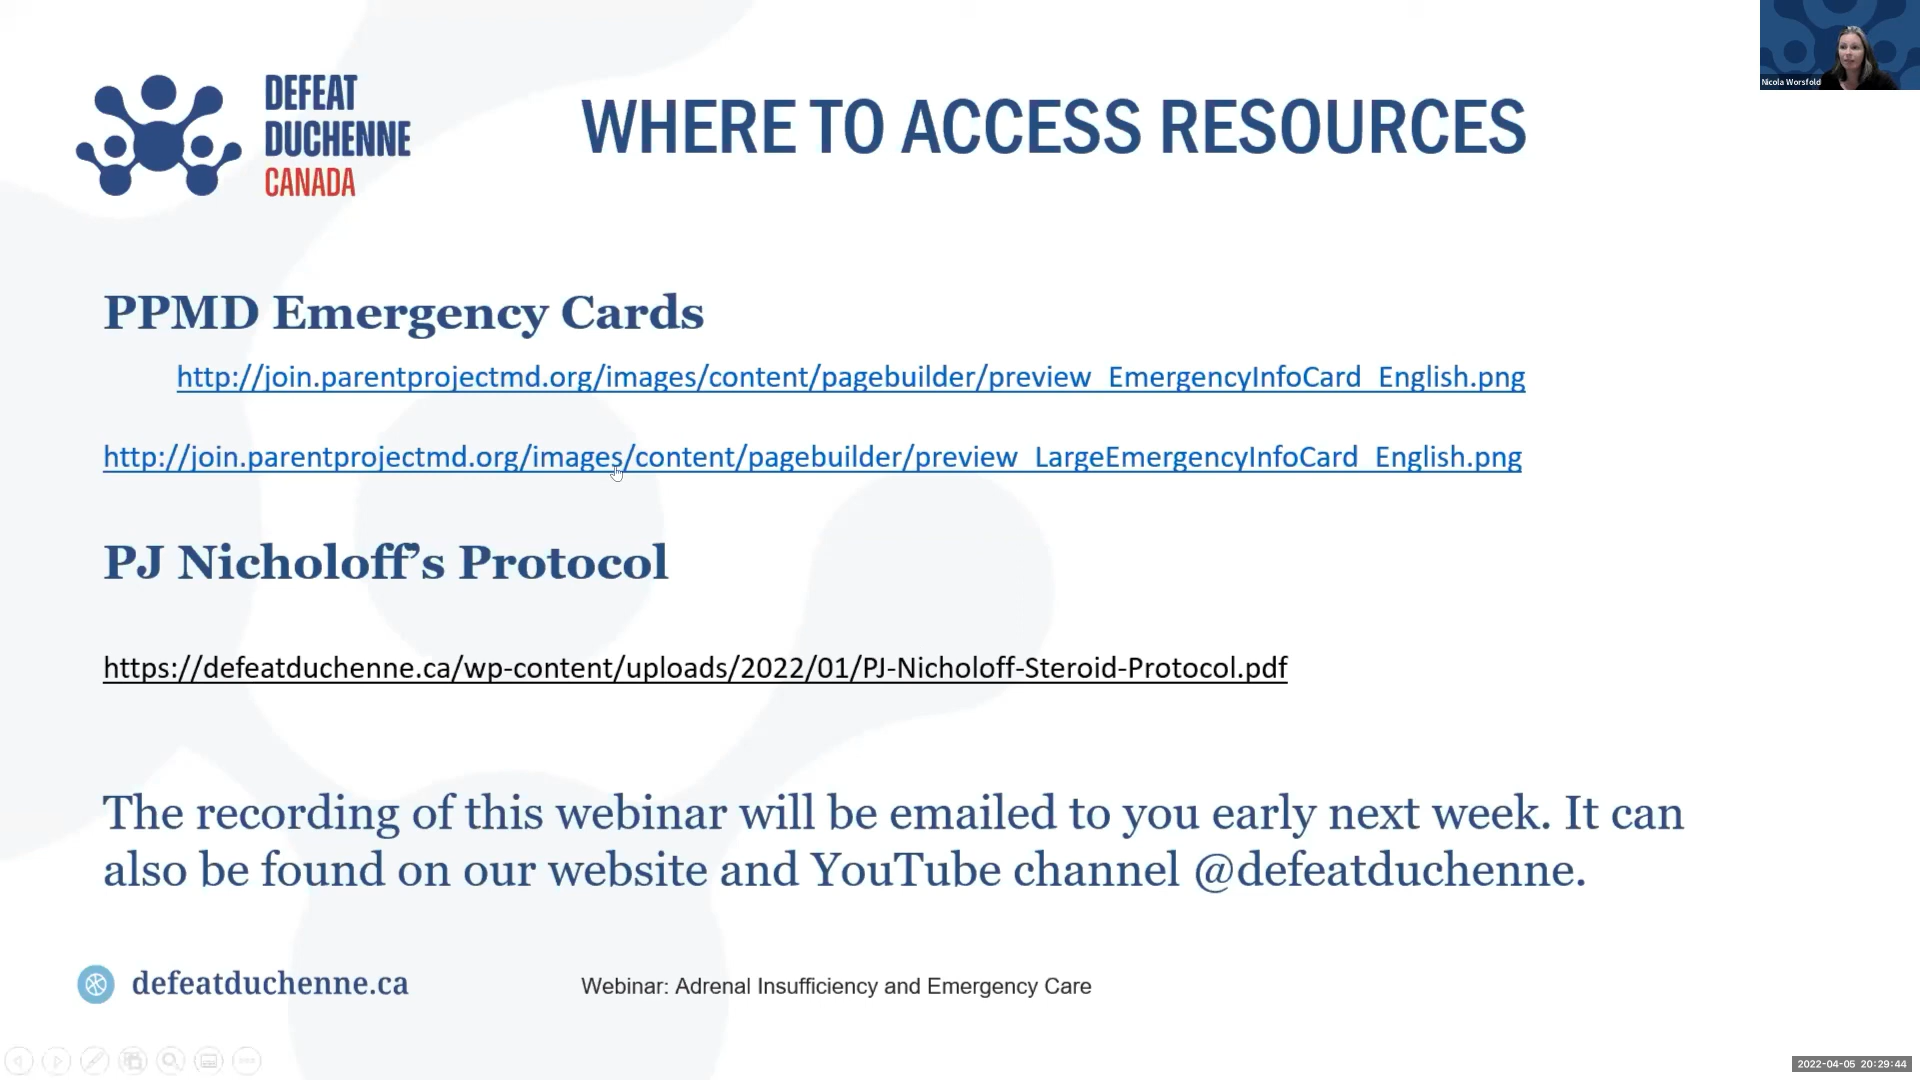 DEFEAT
DUCHENNE
CANADA
WHERE TO ACCESS RESOURCES
Nicola Worsfold
PPMD Emergency Cards
http://join.parentprojectmd.org/images/content/pagebuilder/preview_EmergencyInfoCard_English.png
http://join.parentprojectmd.org/images/content/pagebuilder/preview_LargeEmergencyInfoCard_English.png
PJ Nicholoff’s Protocol
https://defeatduchenne.ca/wp-content/uploads/2022/01/PJ-Nicholoff-Steroid-Protocol.pdf
The recording of this webinar will be emailed to you early next week. It can
also be found on our website and YouTube channel @defeatduchenne.
defeatduchenne.ca
Webinar: Adrenal Insufficiency and Emergency Care
2022-04-05 20:29:44